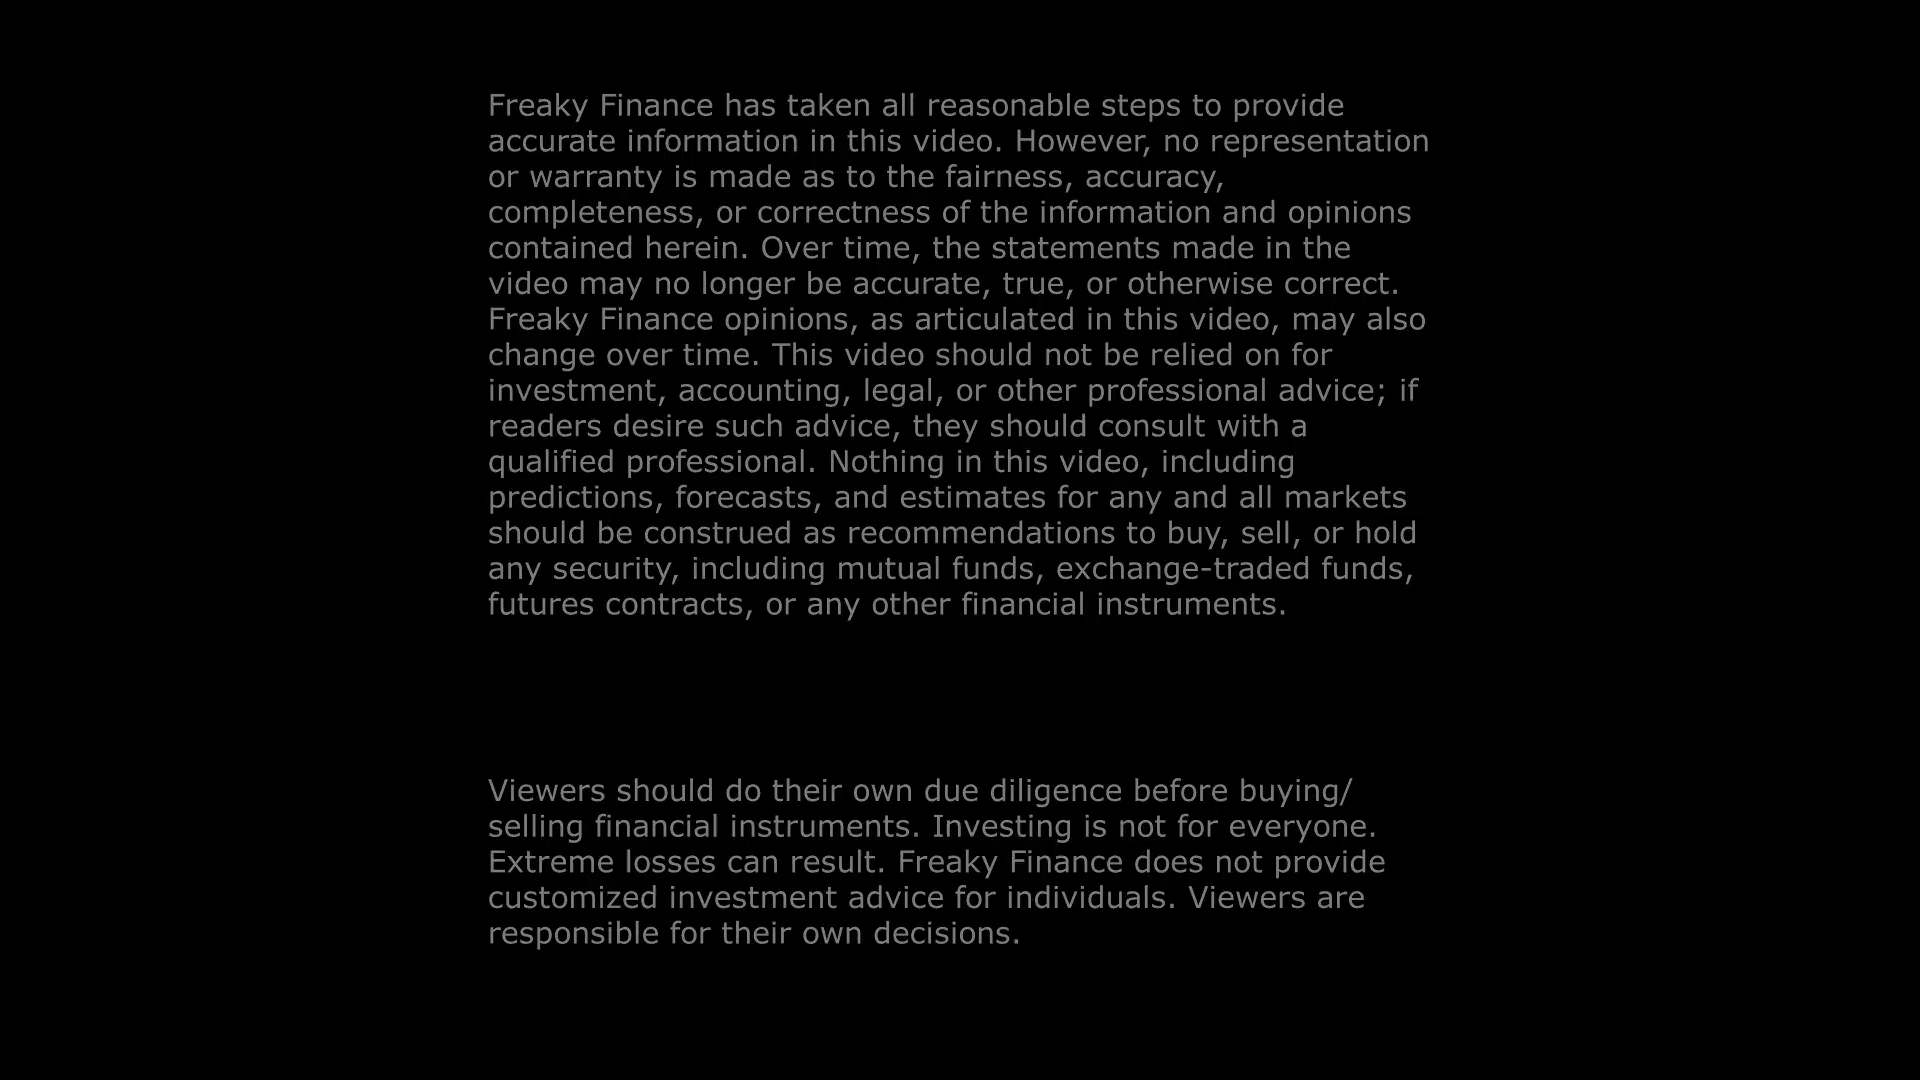 Freaky Finance has taken all reasonable steps to provide
accurate information in this video. However, no representation
or warranty is made as to the fairness, accuracy,
completeness, or correctness of the information and opinions
contained herein. Over time, the statements made in the
video may no longer be accurate, true, or otherwise correct.
Freaky Finance opinions, as articulated in this video, may also
change over time. This video should not be relied on for
investment, accounting, legal, or other professional advice; if
readers desire such advice, they should consult with a
qualified professional. Nothing in this video, including
predictions, forecasts, and estimates for any and all markets
should be construed as recommendations to buy, sell, or hold
any security, including mutual funds, exchange-traded funds,
futures contracts, or any other financial instruments.
Viewers should do their own due diligence before buying/
selling financial instruments. Investing is not for everyone.
Extreme losses can result. Freaky Finance does not provide
customized investment advice for individuals. Viewers are
responsible for their own decisions.